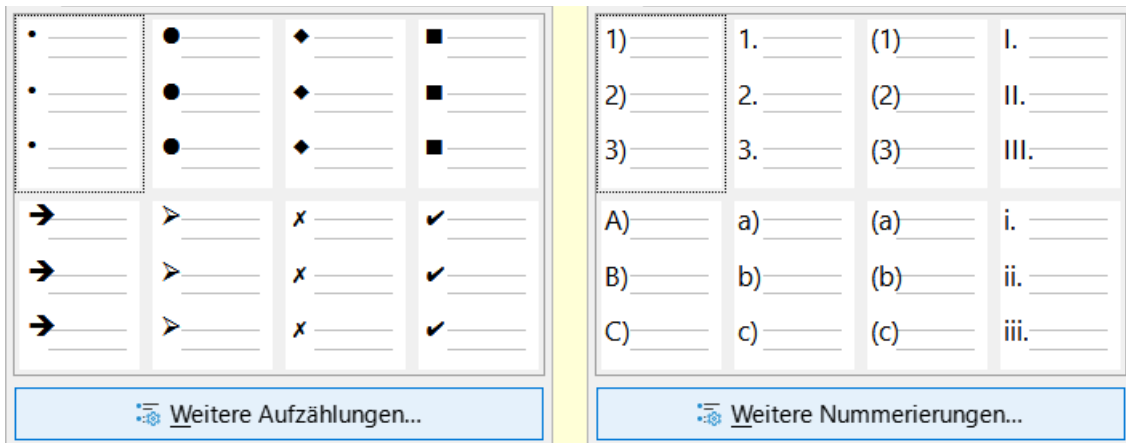 • ● ◆ ■
• ● ◆ ■
• ● ◆ ■
➔ ➢ ✗ ✔
➔ ➢ ✗ ✔
➔ ➢ ✗ ✔
Weitere Aufzählungen...
1) 1. (1) I.
2) 2. (2) II.
3) 3. (3) III.
A) a) (a) i.
B) b) (b) ii.
C) c) (c) iii.
Weitere Nummerierungen...